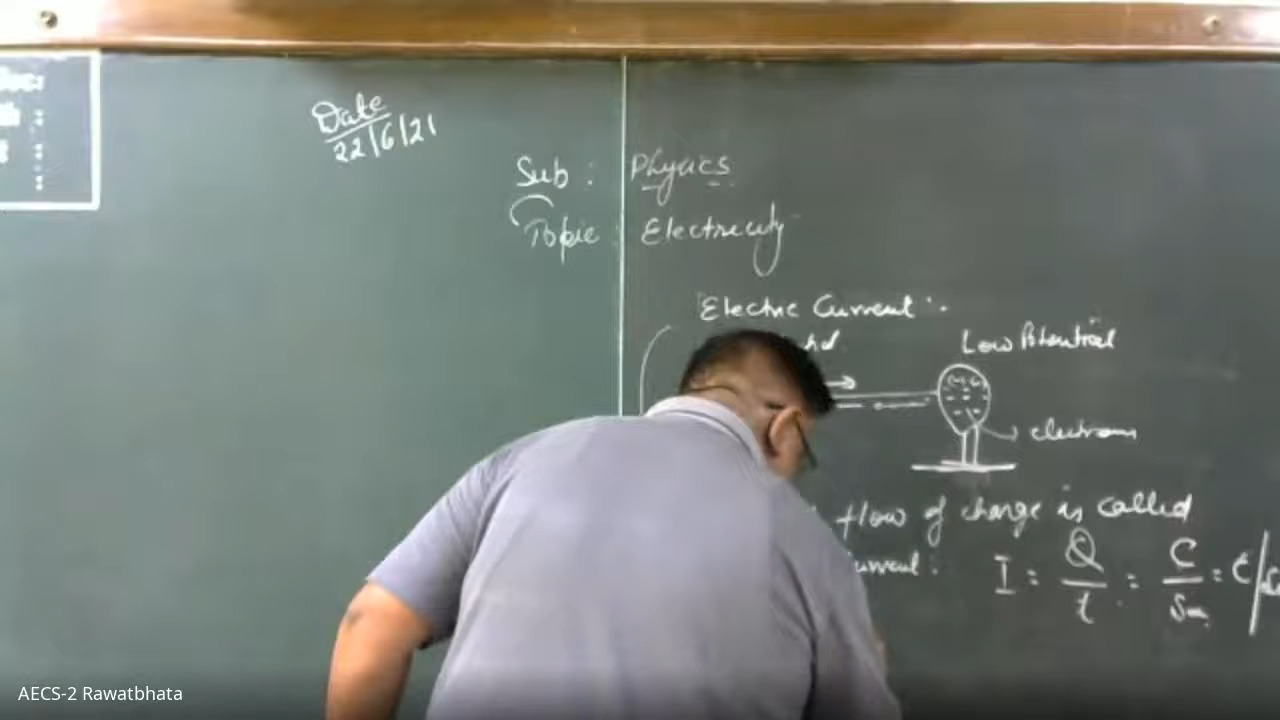 Date
22/6/21
Sub : Physics
Topic : Electricity
Electric Current :-
Low Potential
electrons
flow of charge is called
I = Q/t = C/Sec = C/
AECS-2 Rawatbhata